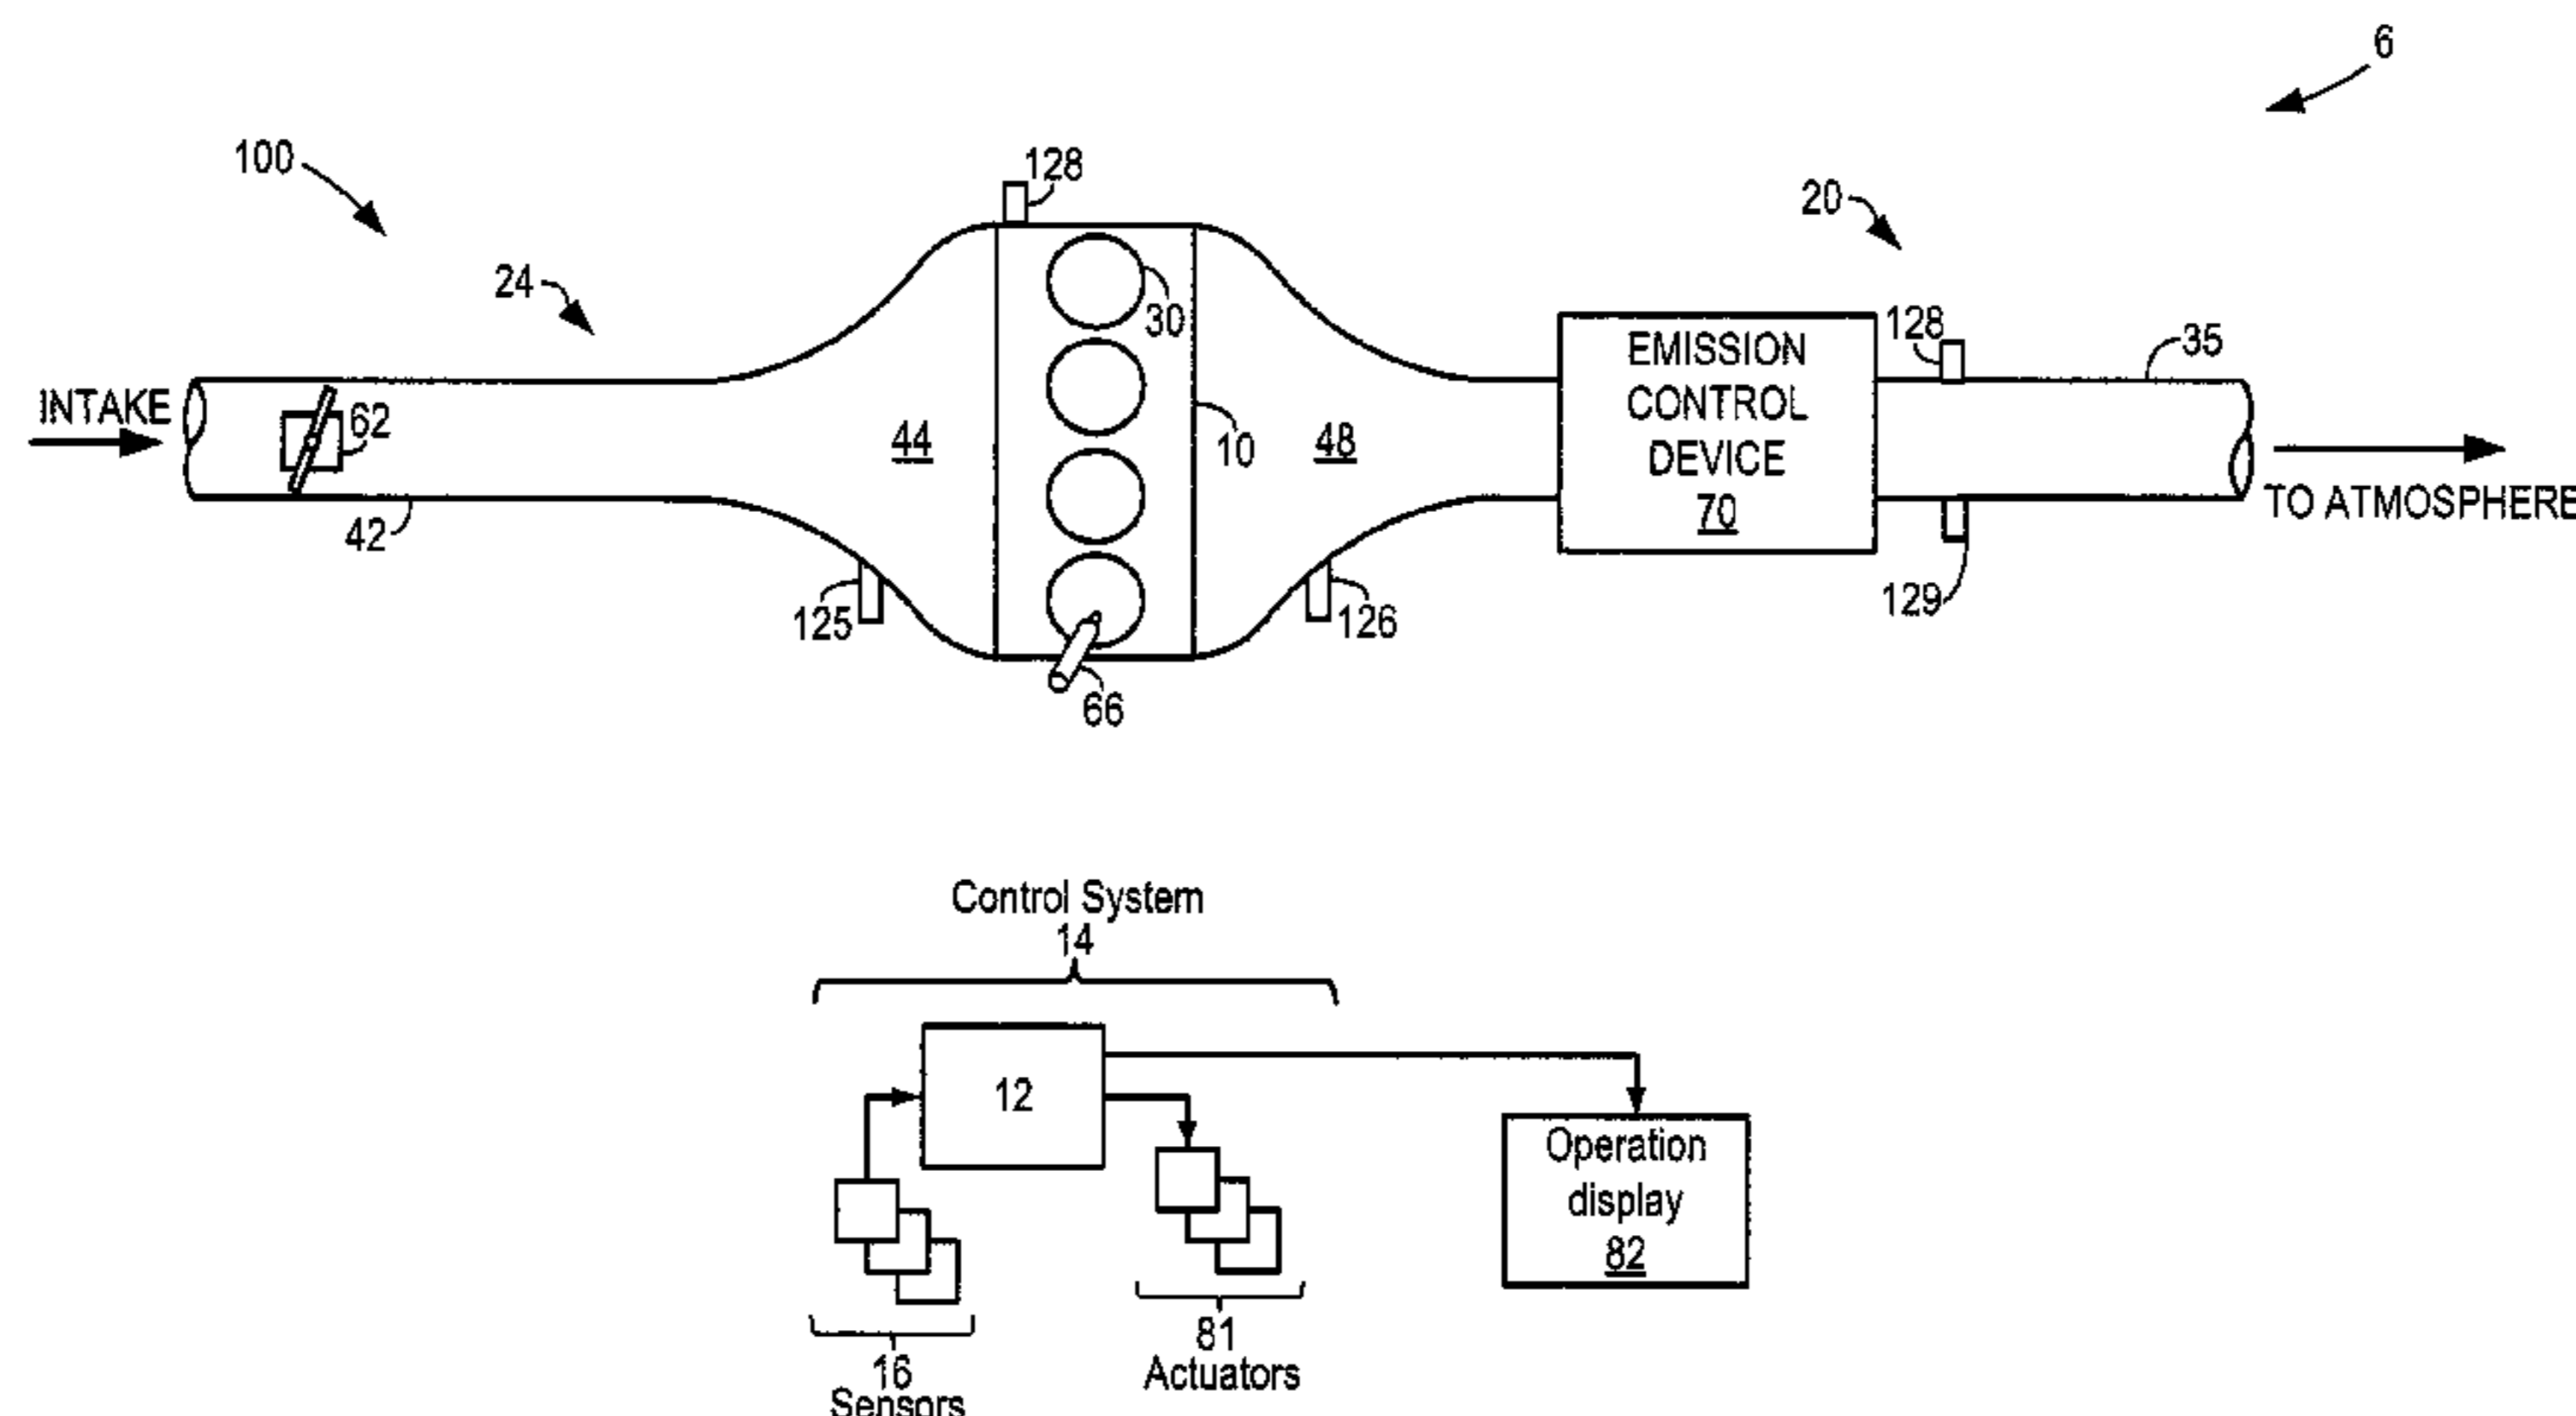 6
100
128
20
24
30
128
35
INTAKE
62
44
10
48
EMISSION
CONTROL
DEVICE
70
TO ATMOSPHERE
42
125
126
129
66
Control System
14
12
Operation
display
82
81
Actuators
16
Sensors